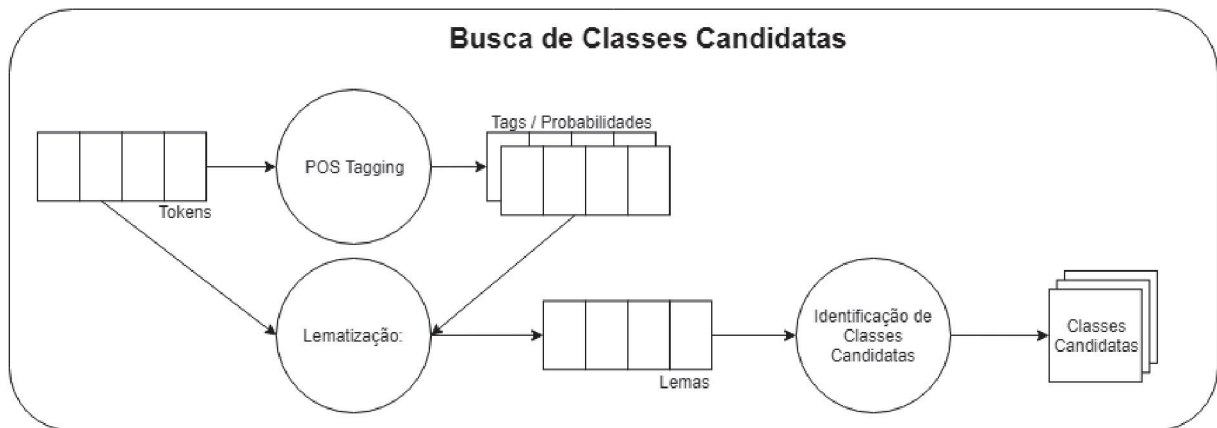 Busca de Classes Candidatas
Tags / Probabilidades
POS Tagging
Tokens
Lematização:
Lemas
Identificação de
Classes
Candidatas
Classes
Candidatas